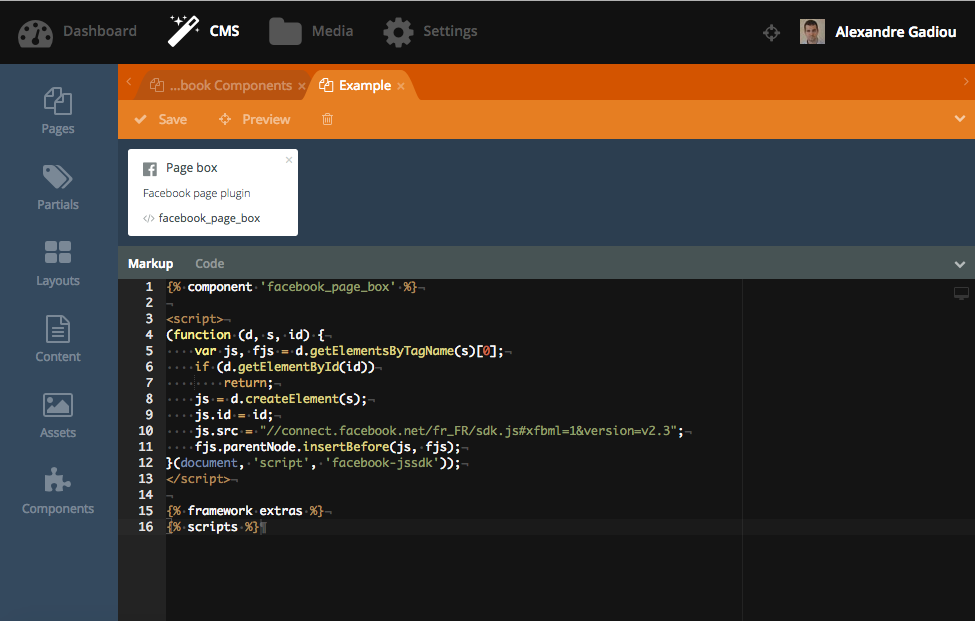 Dashboard CMS Media Settings Alexandre Gadiou
...book Components × Example ×
Save Preview
Pages
Partials
Layouts
Content
Assets
Components
Page box ×
Facebook page plugin
</> facebook_page_box
Markup Code
1 {% component 'facebook_page_box' %}¬
2 ¬
3 <script>¬
4 (function (d, s, id) {¬
5 ····var js, fjs = d.getElementsByTagName(s)[0];¬
6 ····if (d.getElementById(id))¬
7 ········return;¬
8 ····js = d.createElement(s);¬
9 ····js.id = id;¬
10 ····js.src = "//connect.facebook.net/fr_FR/sdk.js#xfbml=1&version=v2.3";¬
11 ····fjs.parentNode.insertBefore(js, fjs);¬
12 }(document, 'script', 'facebook-jssdk'));¬
13 </script>¬
14 ¬
15 {% framework extras %}¬
16 {% scripts %}¶